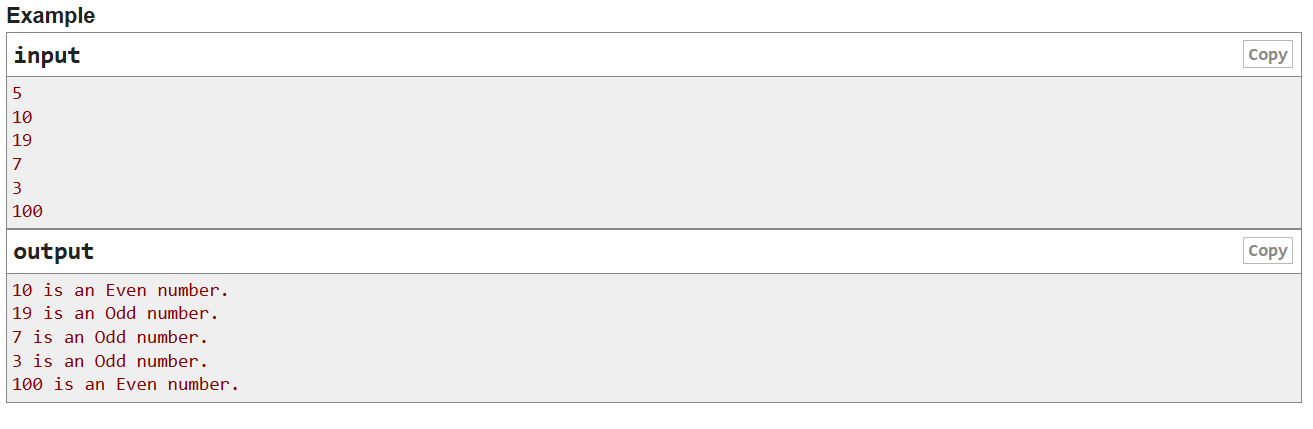 Example
input
Copy
5
10
19
7
3
100
output
Copy
10 is an Even number.
19 is an Odd number.
7 is an Odd number.
3 is an Odd number.
100 is an Even number.